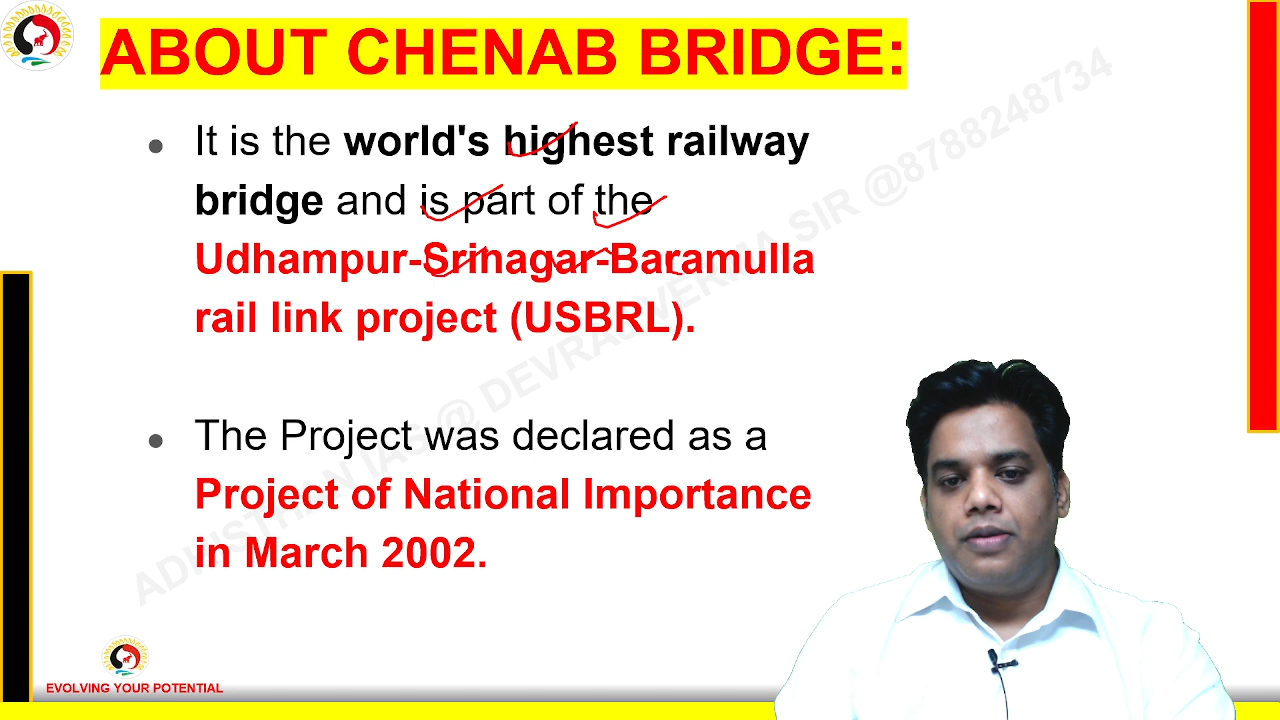 ABOUT CHENAB BRIDGE:
It is the world's highest railway
bridge and is part of the
Udhampur-Srinagar-Baramulla
rail link project (USBRL).
The Project was declared as a
Project of National Importance
in March 2002.
EVOLVING YOUR POTENTIAL